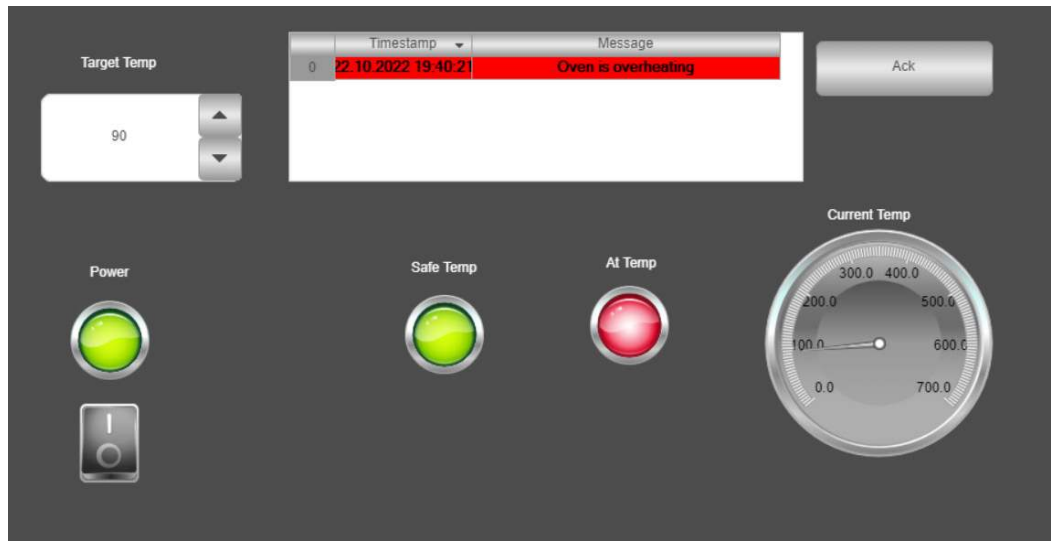 Target Temp
90
Timestamp Message
0 22.10.2022 19:40:21 Oven is overheating
Ack
Power
Safe Temp
At Temp
Current Temp
300.0 400.0
200.0 500.0
100.0 600.0
0.0 700.0